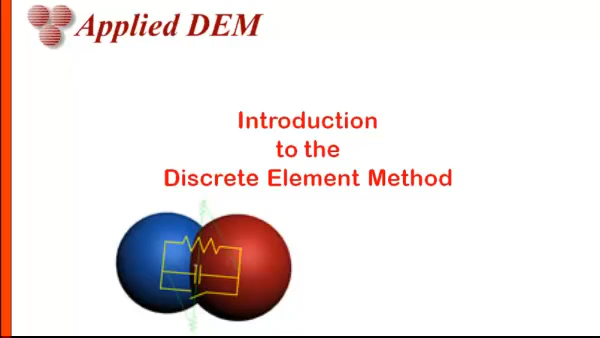 Applied DEM
Introduction
to the
Discrete Element Method